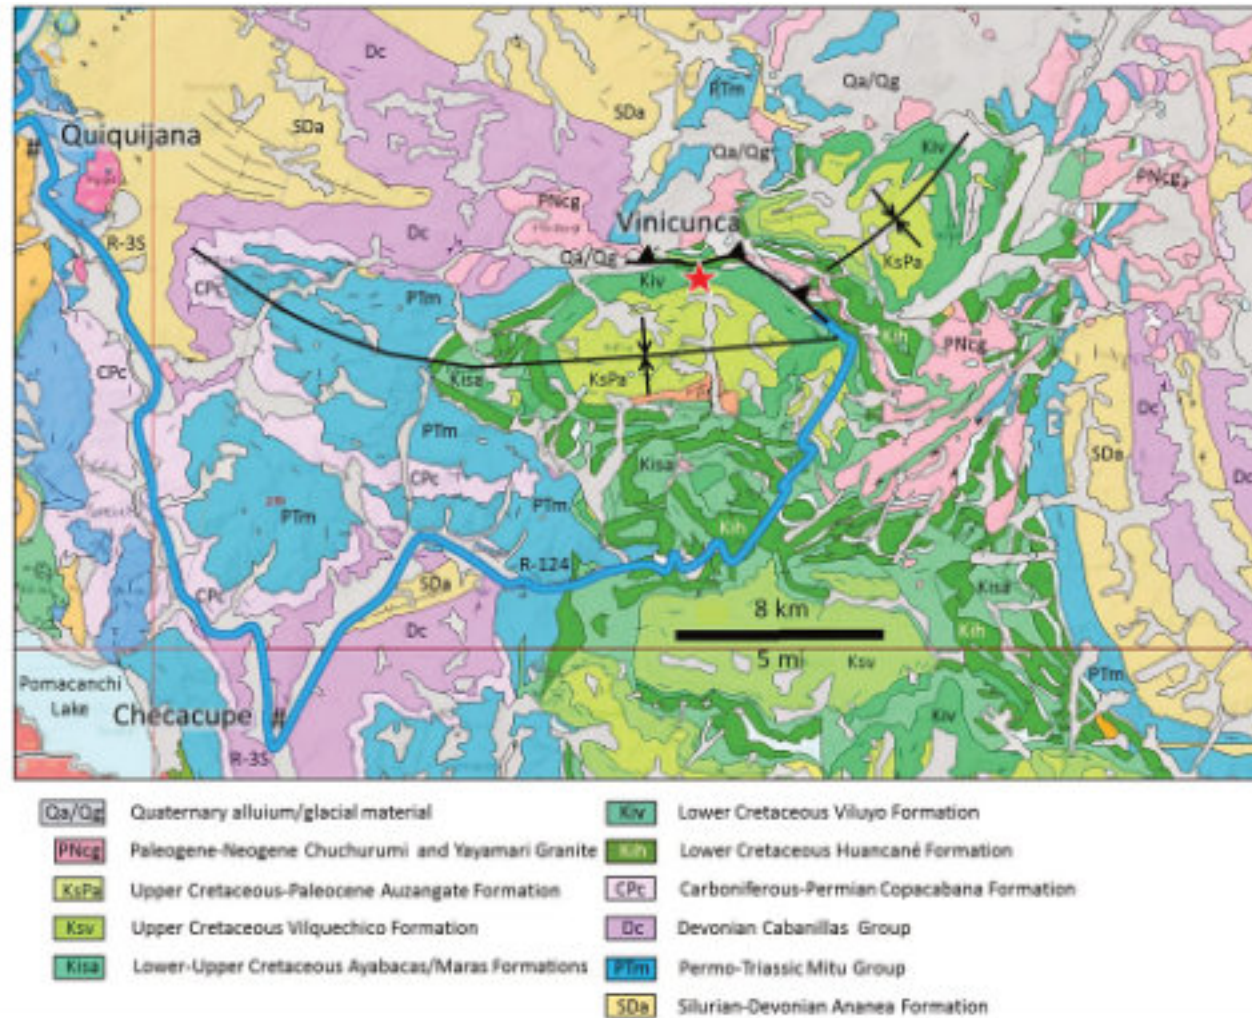 Dc
Qa/Qg
PTm
SDa
SDa
Quiquijana
#
Qa/Qg
Kiv
PNcg
PNcg
Vinicunca
R-3S
Dc
KsPa
Qa/Qg
Kiv
CPc
PTm
Kih
PNcg
CPc
Kisa
KsPa
Dc
PTm
SDa
Kisa
CPc
Dc
PTm
PTm
Kih
R-124
CPc
SDa
Kisa
8 km
Dc
Kih
5 mi
Ksv
Pomacanchi
Lake
PTm
Checacupe #
Kiv
R-3S
Qa/Qg Quaternary alluium/glacial material
PNcg Paleogene-Neogene Chuchurumi and Yayamari Granite
KsPa Upper Cretaceous-Paleocene Auzangate Formation
Ksv Upper Cretaceous Vilquechico Formation
Kisa Lower-Upper Cretaceous Ayabacas/Maras Formations
Kiv Lower Cretaceous Viluyo Formation
Kih Lower Cretaceous Huancané Formation
CPc Carboniferous-Permian Copacabana Formation
Dc Devonian Cabanillas Group
PTm Permo-Triassic Mitu Group
SDa Silurian-Devonian Ananea Formation